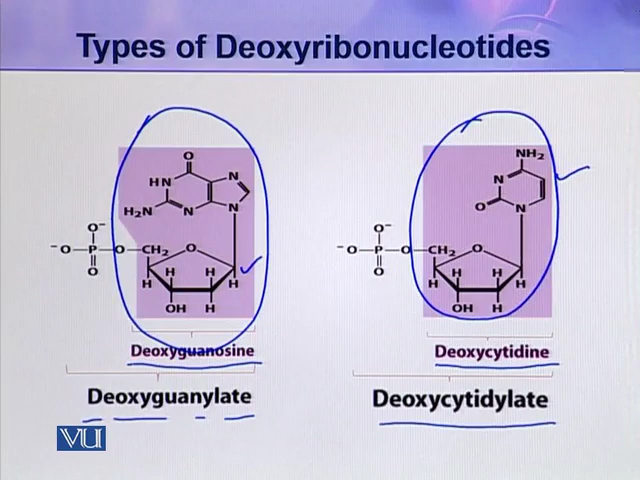 Types of Deoxyribonucleotides
O
HN
N
H₂N
N
N
O⁻
⁻O—P—O—CH₂
O
O
H
H
H
H
OH
H
NH₂
N
O
N
O⁻
⁻O—P—O—CH₂
O
O
H
H
H
H
OH
H
Deoxyguanosine
Deoxycytidine
Deoxyguanylate
Deoxycytidylate
VU